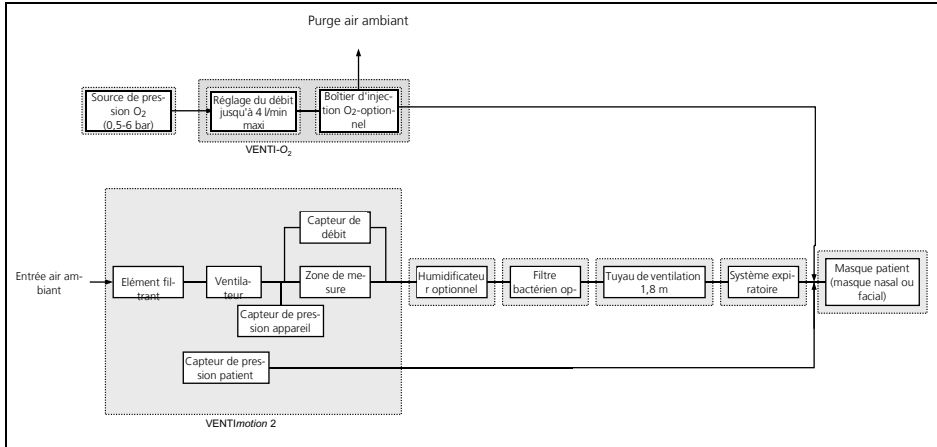 Purge air ambiant
Source de pres-
sion O2
(0,5-6 bar)
Réglage du débit
jusqu'à 4 l/min
maxi
Boîtier d'injec-
tion O2-option-
nel
VENTI-O2
Capteur de
débit
Entrée air am-
biant
Elément fil-
trant
Ventila-
teur
Zone de me-
sure
Capteur de
pression appareil
Capteur de pres-
sion patient
VENTImotion 2
Humidificateu
r optionnel
Filtre
bactérien op-
Tuyau de ventilation
1,8 m
Système expi-
ratoire
Masque patient
(masque nasal ou
facial)